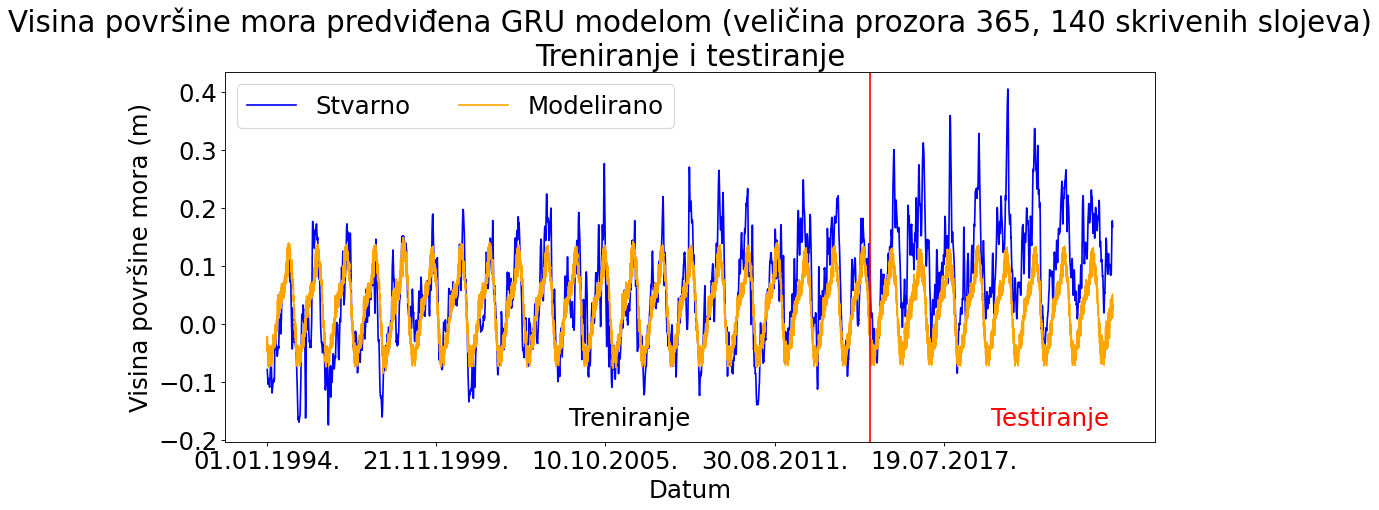 Visina površine mora predviđena GRU modelom (veličina prozora 365, 140 skrivenih slojeva)
Treniranje i testiranje
Stvarno
Modelirano
Visina površine mora (m)
0.4
0.3
0.2
0.1
0.0
−0.1
−0.2
Treniranje
Testiranje
01.01.1994.
21.11.1999.
10.10.2005.
30.08.2011.
19.07.2017.
Datum